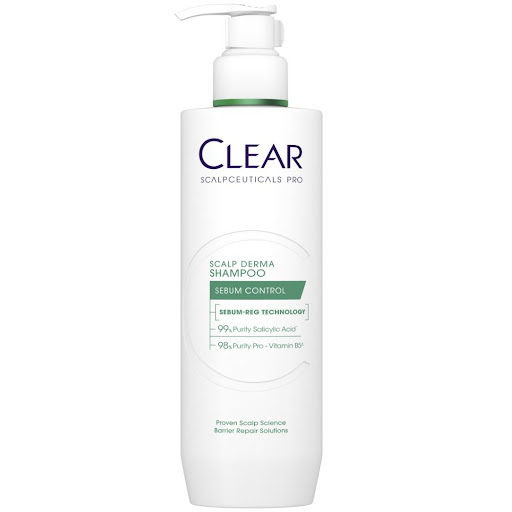 CLEAR
SCALPCEUTICALS PRO
SCALP DERMA
SHAMPOO
SEBUM CONTROL
SEBUM-REG TECHNOLOGY
99% Purity Salicylic Acid
98% Purity Pro - Vitamin B5
Proven Scalp Science
Barrier Repair Solutions